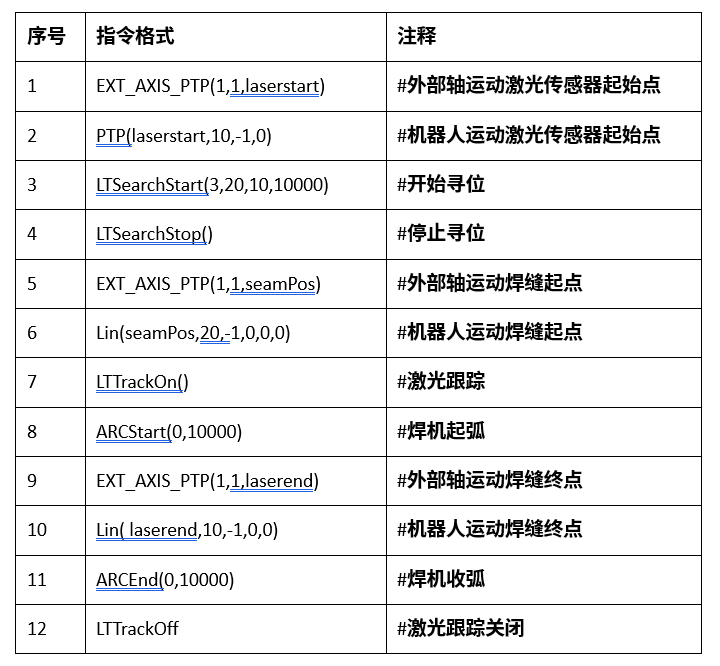 序号 指令格式 注释
1 EXT_AXIS_PTP(1,1,laserstart) #外部轴运动激光传感器起始点
2 PTP(laserstart,10,-1,0) #机器人运动激光传感器起始点
3 LTSearchStart(3,20,10,10000) #开始寻位
4 LTSearchStop() #停止寻位
5 EXT_AXIS_PTP(1,1,seamPos) #外部轴运动焊缝起点
6 Lin(seamPos,20,-1,0,0,0) #机器人运动焊缝起点
7 LTTrackOn() #激光跟踪
8 ARCStart(0,10000) #焊机起弧
9 EXT_AXIS_PTP(1,1,laserend) #外部轴运动焊缝终点
10 Lin( laserend,10,-1,0,0) #机器人运动焊缝终点
11 ARCEnd(0,10000) #焊机收弧
12 LTTrackOff #激光跟踪关闭